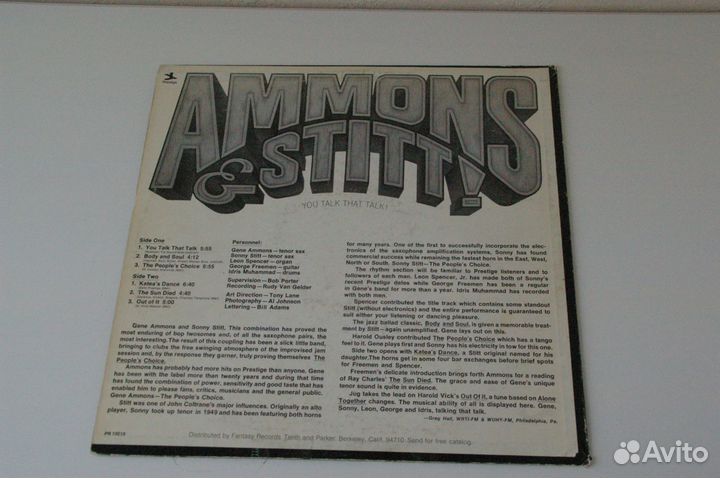 Prestige
AMMONS
& STITT!
YOU TALK THAT TALK!
Side One
1. You Talk That Talk 5:55
2. Body and Soul 4:12
3. The People's Choice 6:55
Side Two
1. Katea's Dance 6:40
2. The Sun Died 4:40
3. Out of It 5:00
Personnel:
Gene Ammons—tenor sax
Sonny Stitt—tenor sax
Leon Spencer—organ
George Freeman—guitar
Idris Muhammad—drums
Supervision—Bob Porter
Recording—Rudy Van Gelder
Art Direction—Tony Lane
Photography—Al Johnson
Lettering—Bill Adams
Gene Ammons and Sonny Stitt. This combination has proved the
most enduring of bop twosomes and, of all the saxophone pairs, the
most interesting. The result of this coupling has been a slick little band,
bringing to clubs the free swinging atmosphere of the improvised jam
session and, by the response they garner, truly proving themselves The
People's Choice.
Ammons has probably had more hits on Prestige than anyone. Gene
has been with the label more than twenty years and during that time
has found the combination of power, sensitivity and good taste that has
enabled him to please fans, critics, musicians and the general public.
Gene Ammons—The People's Choice.
Stitt was one of John Coltrane's major influences. Originally an alto
player, Sonny took up tenor in 1949 and has been featuring both horns
for many years. One of the first to successfully incorporate the elec-
tronics of the saxophone amplification systems, Sonny has found
commercial success while remaining the fastest horn in the East, West,
North or South. Sonny Stitt—The People's Choice.
The rhythm section will be familiar to Prestige listeners and to
followers of each man. Leon Spencer, Jr. has made both of Sonny's
recent Prestige dates while George Freeman has been a regular
in Gene's band for more than a year. Idris Muhammad has recorded
with both men.
Spencer contributed the title track which contains some outstanding
Stitt (without electronics) and the entire performance is guaranteed to
suit either your listening or dancing pleasure.
The jazz ballad classic, Body and Soul, is given a memorable treat-
ment by Stitt—again unamplified. Gene lays out on this.
Harold Ousley contributed The People's Choice which has a tango
feel to it. Gene plays first and Sonny has his electricity in low for this one.
Side two opens with Katea's Dance, a Stitt original named for his
daughter. The horns get in some four bar exchanges before brief spots
for Freeman and Spencer.
Freeman's delicate introduction brings forth Ammons for a reading
of Ray Charles' The Sun Died. The grace and ease of Gene's unique
tenor sound is quite in evidence.
Jug takes the lead on Harold Vick's Out Of It, a tune based on Alone
Together changes. The musical ability of all is displayed here. Gene,
Sonny, Leon, George and Idris, talking that talk.
—Greg Hall, WRTI-FM & WUHY-FM, Philadelphia, Pa.
PR 10019
Distributed by Fantasy Records Tenth and Parker, Berkeley, Calif. 94710. Send for free catalog.
Avito